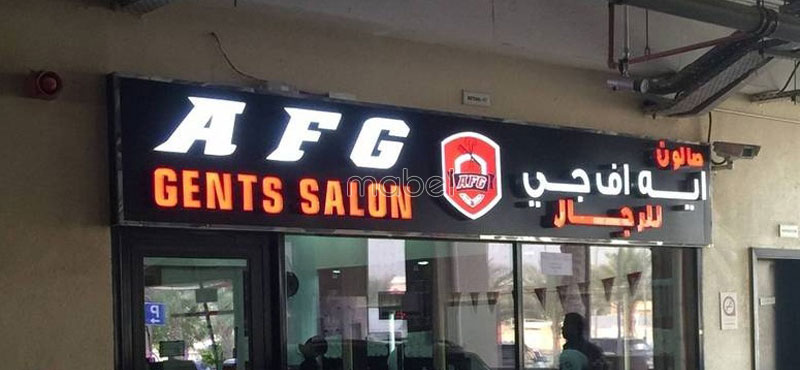 AFG
GENTS SALON
AFG
صالون
ايه اف جي
للرجال
mabel
P